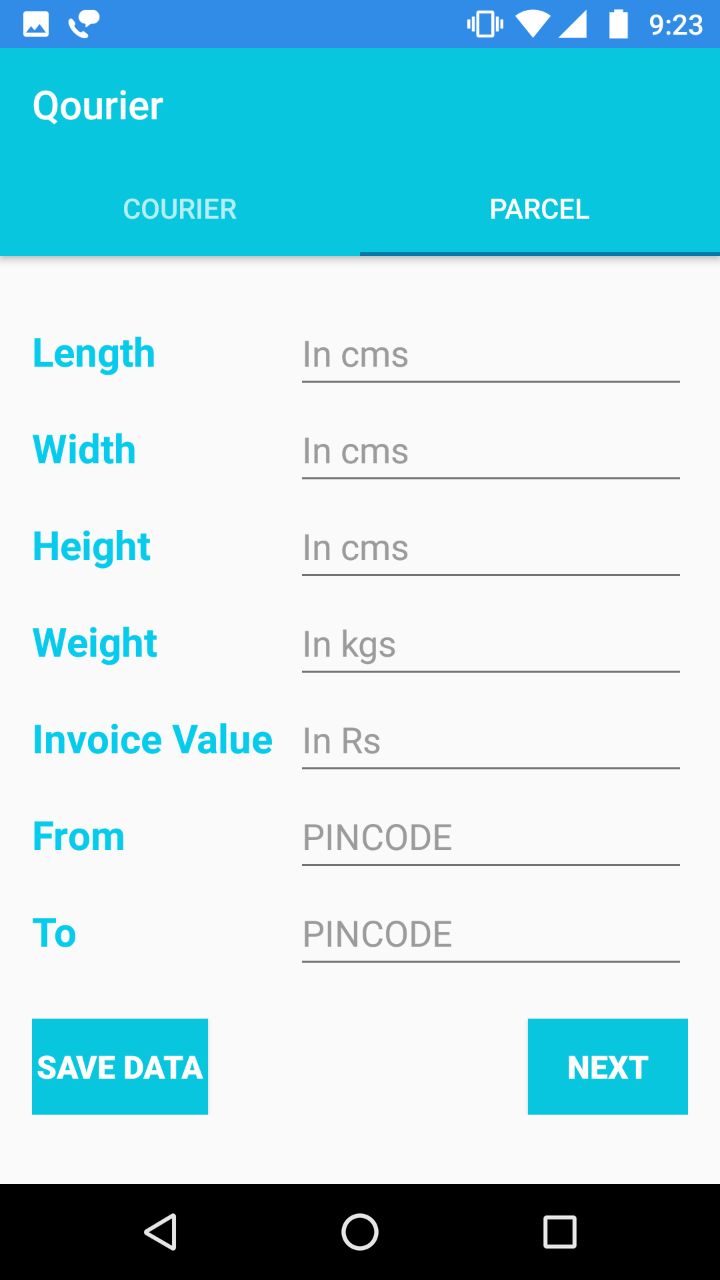 9:23
Qourier
COURIER PARCEL
Length In cms
Width In cms
Height In cms
Weight In kgs
Invoice Value In Rs
From PINCODE
To PINCODE
SAVE DATA NEXT